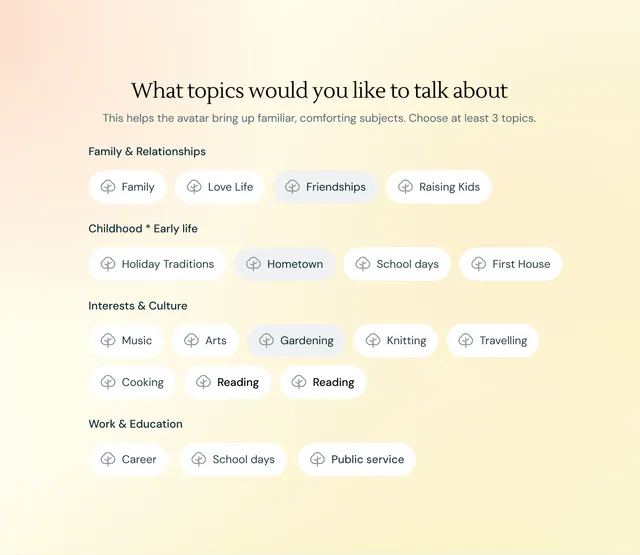 What topics would you like to talk about
This helps the avatar bring up familiar, comforting subjects. Choose at least 3 topics.
Family & Relationships
Family Love Life Friendships Raising Kids
Childhood * Early life
Holiday Traditions Hometown School days First House
Interests & Culture
Music Arts Gardening Knitting Travelling
Cooking Reading Reading
Work & Education
Career School days Public service